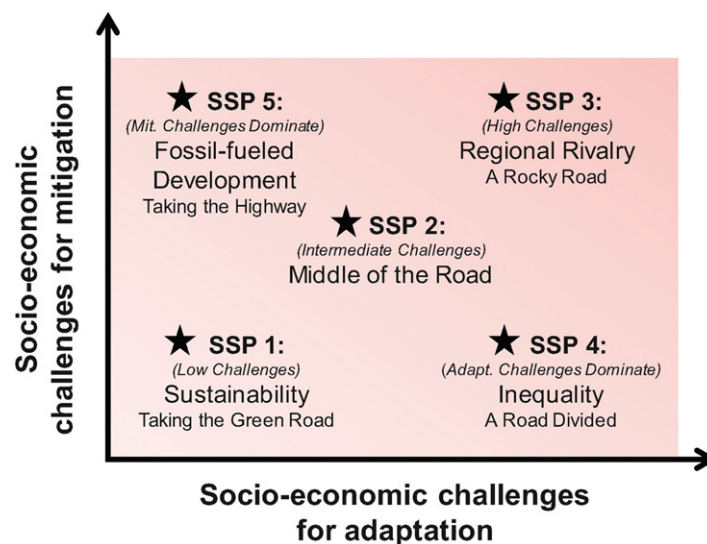 Socio-economic
challenges for mitigation
SSP 5:
(Mit. Challenges Dominate)
Fossil-fueled
Development
Taking the Highway
SSP 3:
(High Challenges)
Regional Rivalry
A Rocky Road
SSP 2:
(Intermediate Challenges)
Middle of the Road
SSP 1:
(Low Challenges)
Sustainability
Taking the Green Road
SSP 4:
(Adapt. Challenges Dominate)
Inequality
A Road Divided
Socio-economic challenges
for adaptation